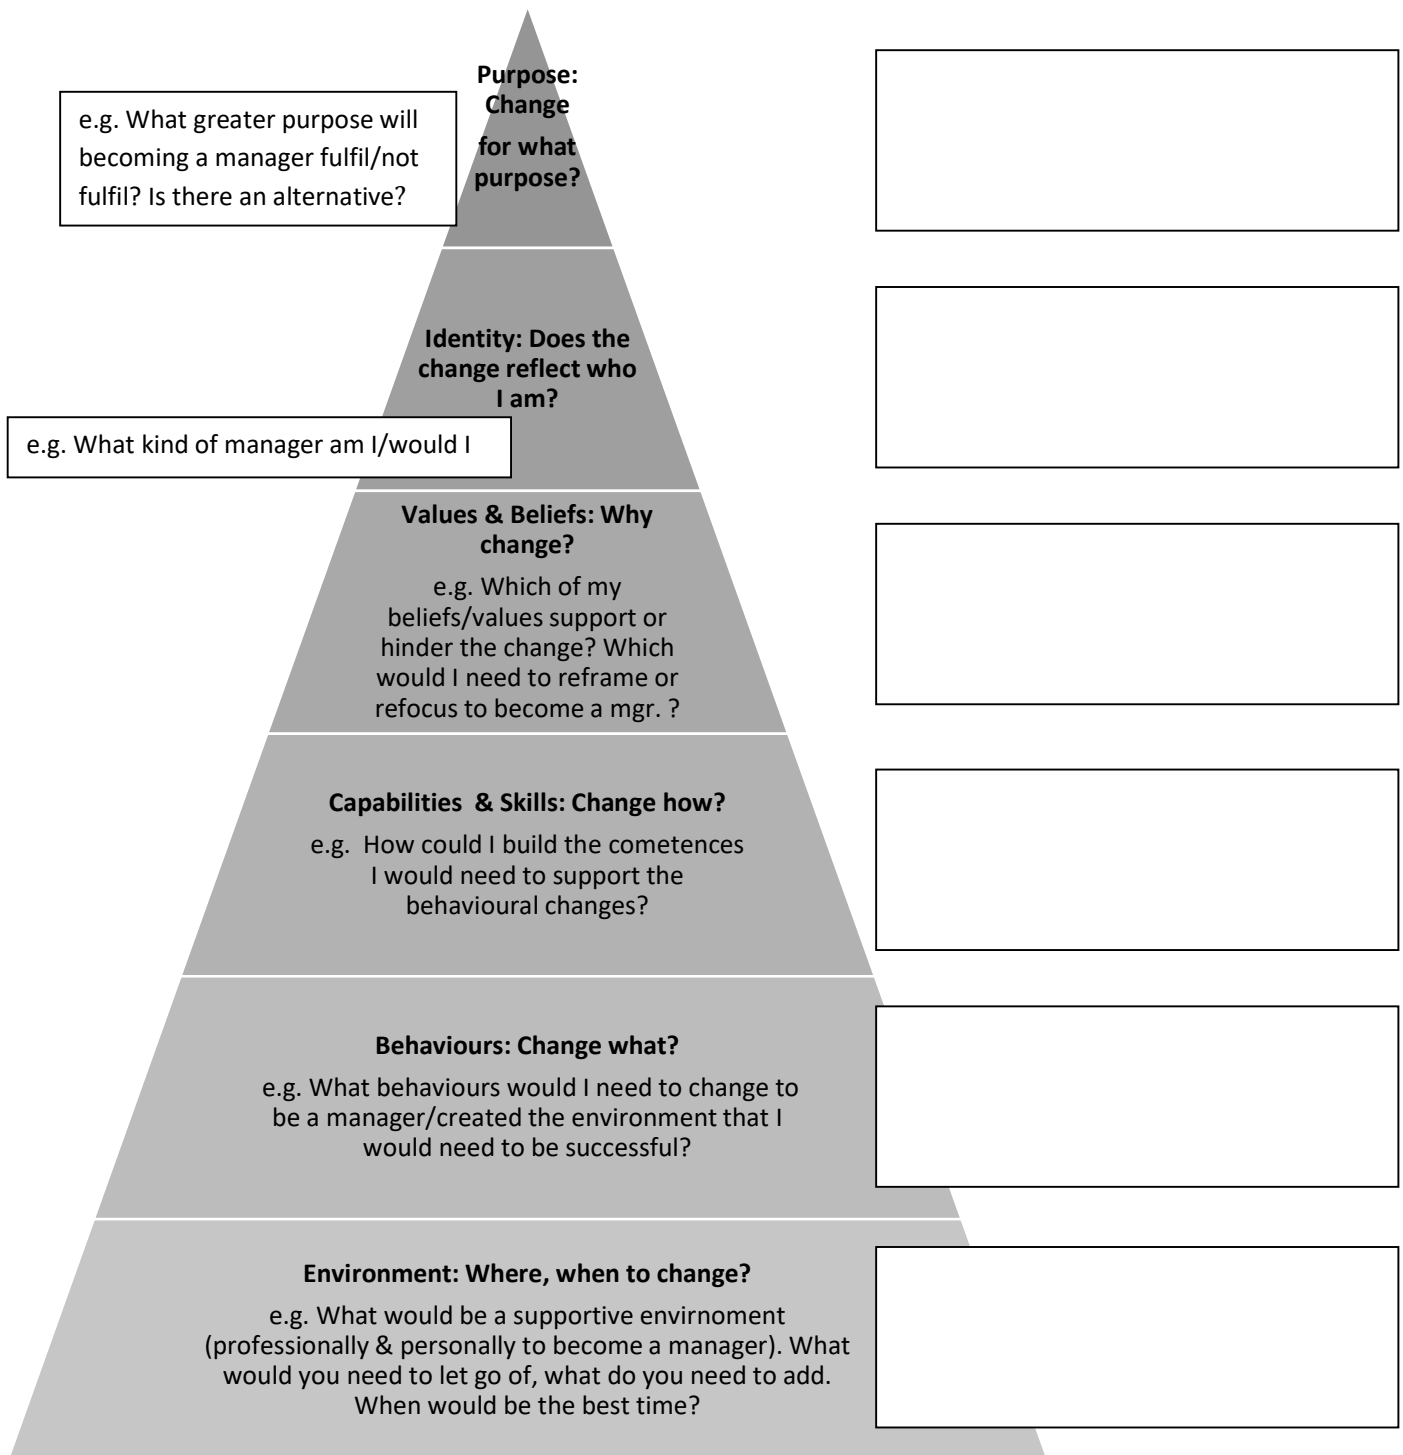 Purpose:
Change
for what
purpose?
e.g. What greater purpose will
becoming a manager fulfil/not
fulfil? Is there an alternative?
Identity: Does the
change reflect who
I am?
e.g. What kind of manager am I/would I
Values & Beliefs: Why
change?
e.g. Which of my
beliefs/values support or
hinder the change? Which
would I need to reframe or
refocus to become a mgr. ?
Capabilities & Skills: Change how?
e.g. How could I build the cometences
I would need to support the
behavioural changes?
Behaviours: Change what?
e.g. What behaviours would I need to change to
be a manager/created the environment that I
would need to be successful?
Environment: Where, when to change?
e.g. What would be a supportive envirnoment
(professionally & personally to become a manager). What
would you need to let go of, what do you need to add.
When would be the best time?